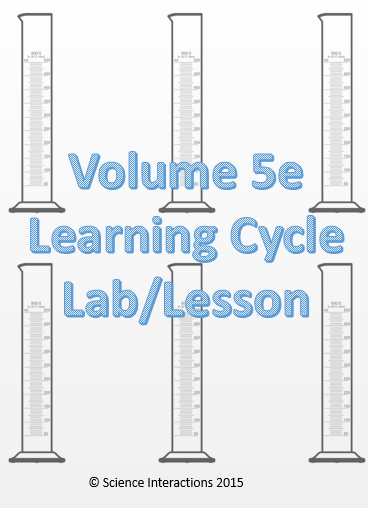 Volume 5e
Learning Cycle
Lab/Lesson
© Science Interactions 2015